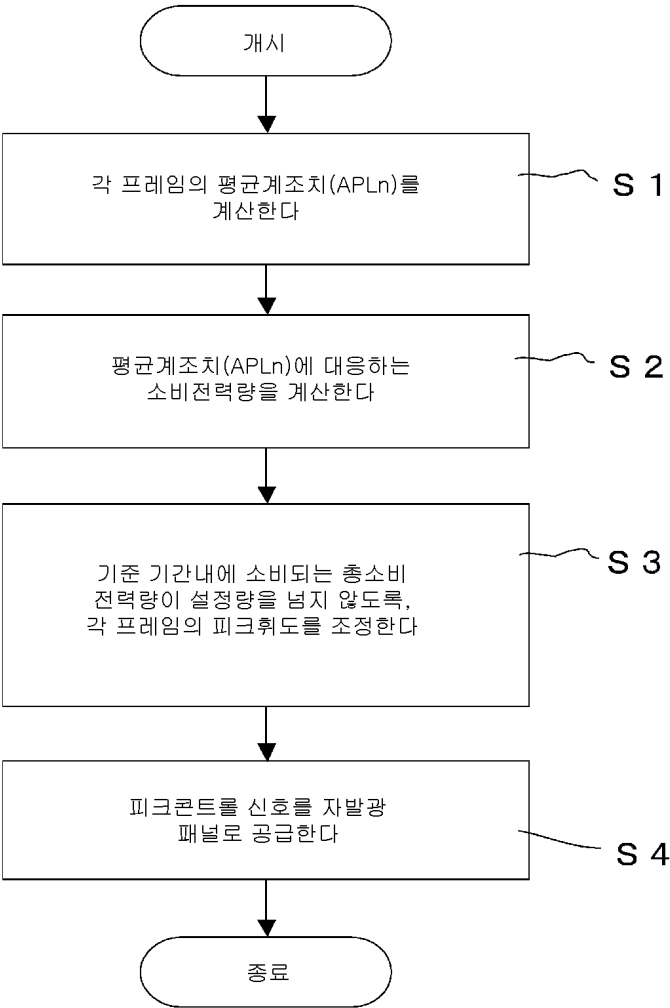 개시
각 프레임의 평균계조치(APLn)를
계산한다
S 1
평균계조치(APLn)에 대응하는
소비전력량을 계산한다
S 2
기준 기간내에 소비되는 총소비
전력량이 설정량을 넘지 않도록,
각 프레임의 피크휘도를 조정한다
S 3
피크콘트롤 신호를 자발광
패널로 공급한다
S 4
종료